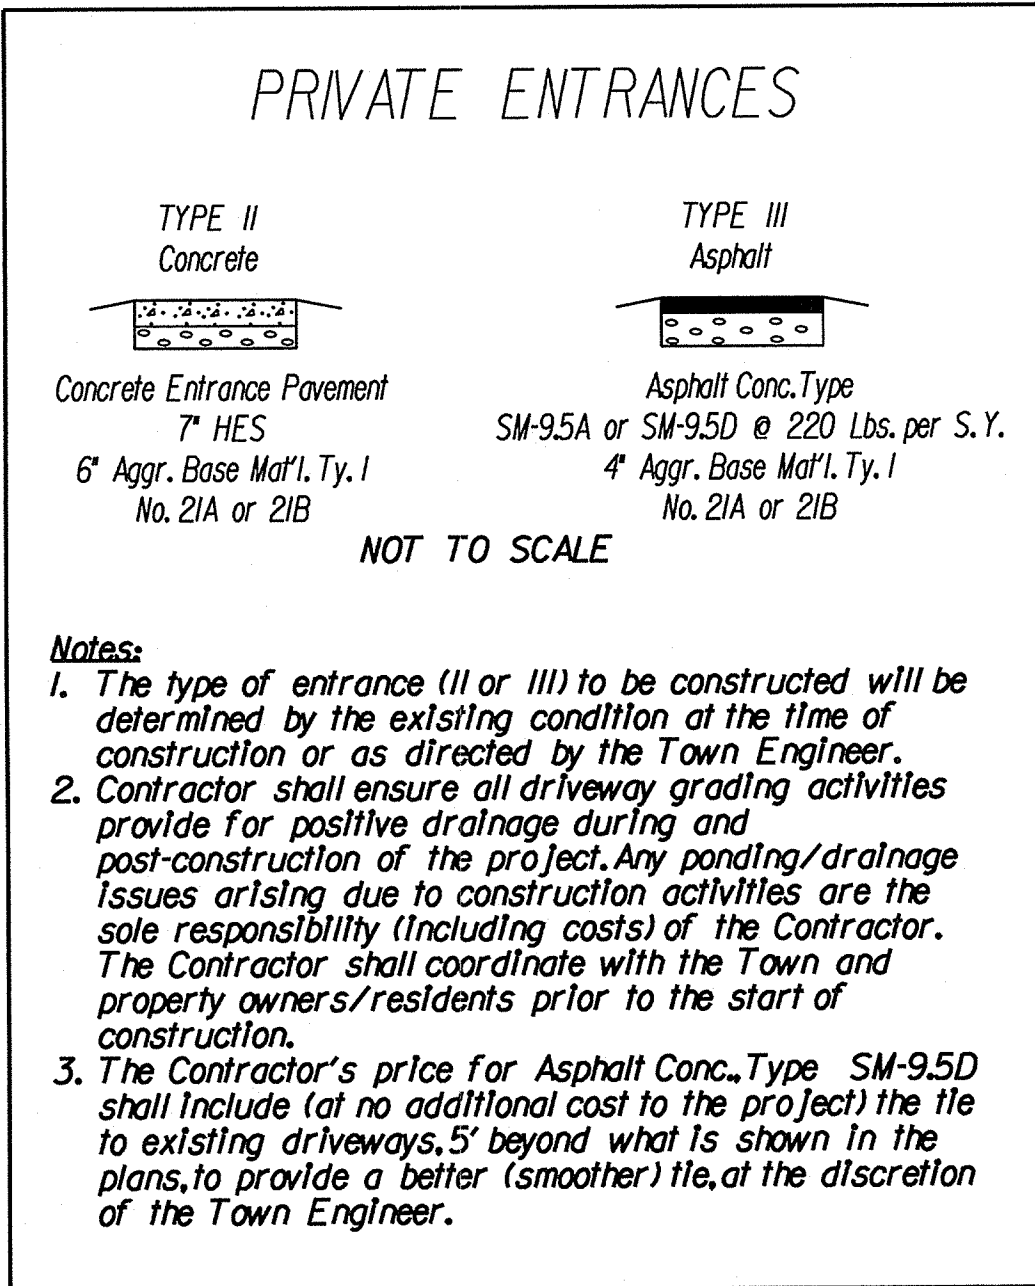 PRIVATE ENTRANCES
TYPE II
Concrete
Concrete Entrance Pavement
7" HES
6" Aggr. Base Mat'l. Ty. I
No. 21A or 21B
TYPE III
Asphalt
Asphalt Conc. Type
SM-9.5A or SM-9.5D @ 220 Lbs. per S.Y.
4" Aggr. Base Mat'l. Ty. I
No. 21A or 21B
NOT TO SCALE
Notes:
1. The type of entrance (II or III) to be constructed will be
determined by the existing condition at the time of
construction or as directed by the Town Engineer.
2. Contractor shall ensure all driveway grading activities
provide for positive drainage during and
post-construction of the project. Any ponding/drainage
issues arising due to construction activities are the
sole responsibility (including costs) of the Contractor.
The Contractor shall coordinate with the Town and
property owners/residents prior to the start of
construction.
3. The Contractor's price for Asphalt Conc., Type SM-9.5D
shall include (at no additional cost to the project) the tie
to existing driveways, 5' beyond what is shown in the
plans, to provide a better (smoother) tie, at the discretion
of the Town Engineer.